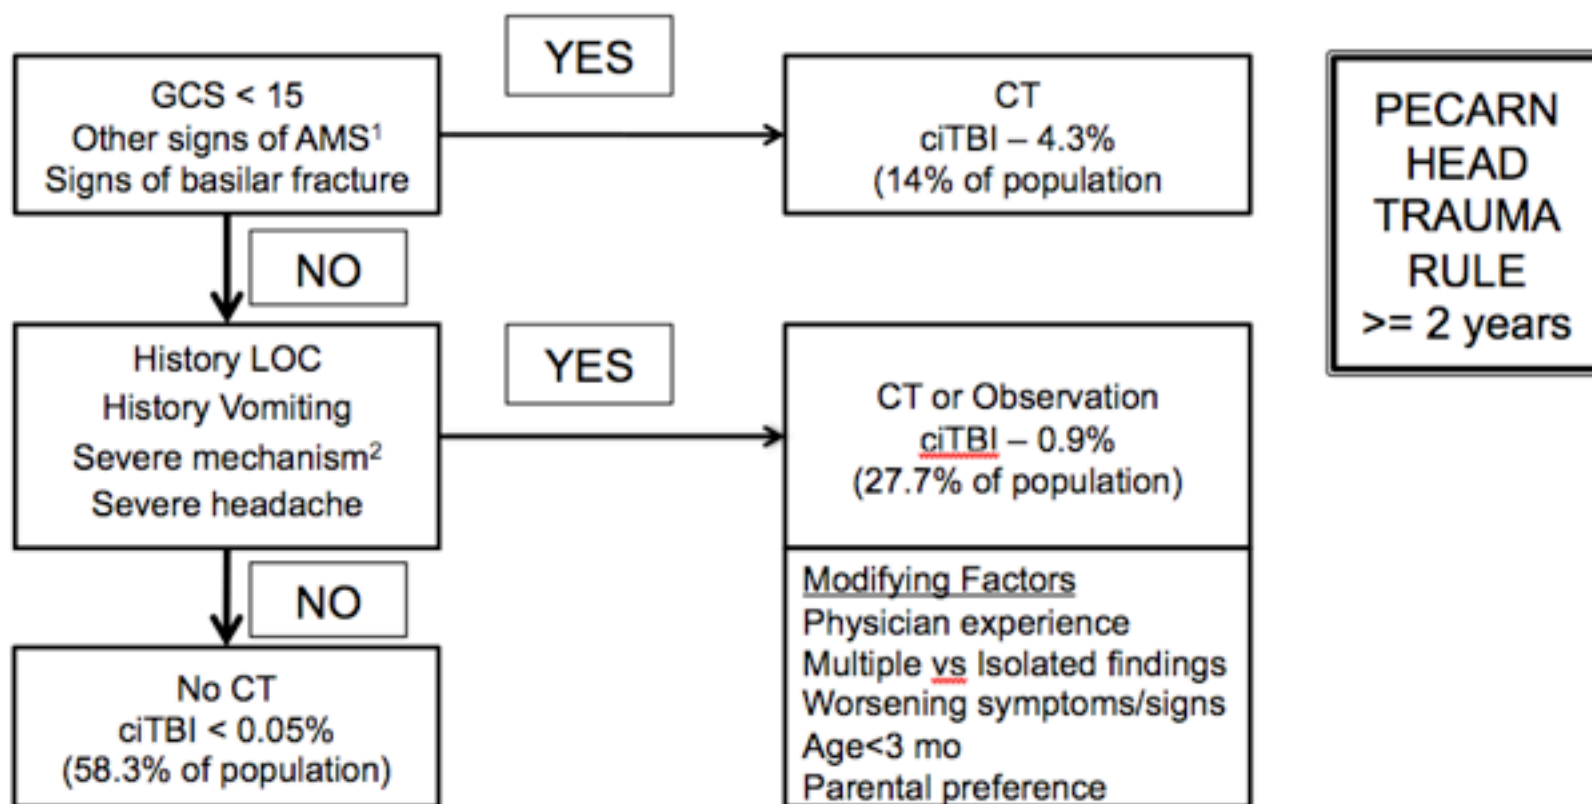 GCS < 15
Other signs of AMS¹
Signs of basilar fracture
YES
CT
ciTBI – 4.3%
(14% of population
NO
History LOC
History Vomiting
Severe mechanism²
Severe headache
YES
CT or Observation
ciTBI – 0.9%
(27.7% of population)
Modifying Factors
Physician experience
Multiple vs Isolated findings
Worsening symptoms/signs
Age<3 mo
Parental preference
NO
No CT
ciTBI < 0.05%
(58.3% of population)
PECARN
HEAD
TRAUMA
RULE
>= 2 years